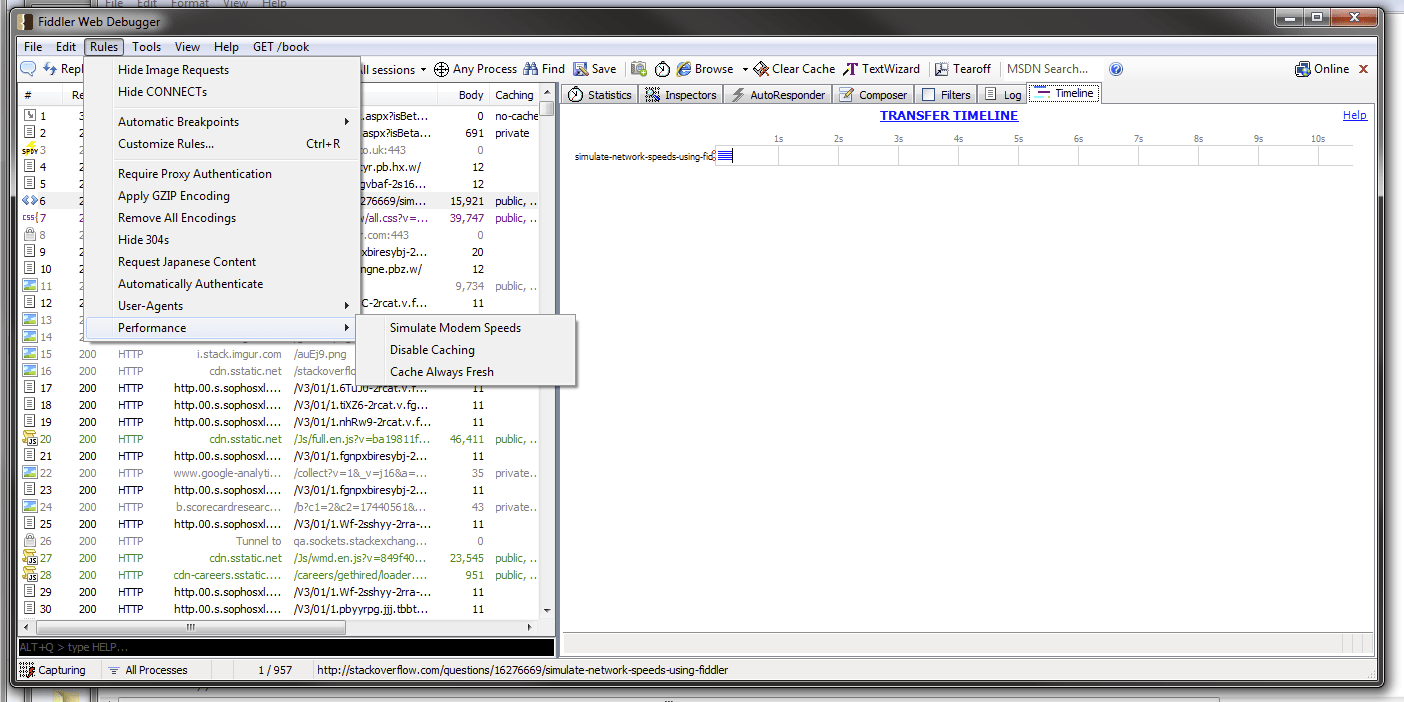 File Edit Format View Help
Fiddler Web Debugger
File Edit Rules Tools View Help GET /book
Repl All sessions Any Process Find Save Browse Clear Cache TextWizard Tearoff MSDN Search... Online
Hide Image Requests
Hide CONNECTs
Automatic Breakpoints
Customize Rules... Ctrl+R
Require Proxy Authentication
Apply GZIP Encoding
Remove All Encodings
Hide 304s
Request Japanese Content
Automatically Authenticate
User-Agents
Performance
Simulate Modem Speeds
Disable Caching
Cache Always Fresh
# Re Body Caching
1 3 .aspx?isBet... 0 no-cache
2 2 aspx?isBeta... 691 private
SPDY 3 2 o.uk:443 0
4 2 tyr.pb.hx.w/ 12
5 2 gvbaf-2s16... 12
6 2 276669/sim... 15,921 public, ..
css 7 2 v/all.css?v=... 39,747 public, ..
8 2 r.com:443 0
9 2 xbiresybj-2... 20
10 2 ngne.pbz.w/ 12
11 2 9,734 public, ..
12 2 C-2rcat.v.f... 11
13 2
14 2
15 200 HTTP i.stack.imgur.com /auEj9.png
16 200 HTTP cdn.sstatic.net /stackoverflo
17 200 HTTP http.00.s.sophosxl.... /V3/01/1.6TuJ0-2rcat.v.f... 11
18 200 HTTP http.00.s.sophosxl.... /V3/01/1.tiXZ6-2rcat.v.fg... 11
19 200 HTTP http.00.s.sophosxl.... /V3/01/1.nhRw9-2rcat.v.f... 11
JS 20 200 HTTP cdn.sstatic.net /Js/full.en.js?v=ba19811f... 46,411 public, ..
21 200 HTTP http.00.s.sophosxl.... /V3/01/1.fgnpxbiresybj-2... 11
22 200 HTTP www.google-analyti... /collect?v=1&_v=j16&a=... 35 private..
23 200 HTTP http.00.s.sophosxl.... /V3/01/1.fgnpxbiresybj-2... 11
24 200 HTTP b.scorecardresearc... /b?c1=2&c2=17440561&... 43 private..
25 200 HTTP http.00.s.sophosxl.... /V3/01/1.Wf-2sshyy-2rra-... 11
26 200 HTTP Tunnel to qa.sockets.stackexchang... 0
JS 27 200 HTTP cdn.sstatic.net /Js/wmd.en.js?v=849f40... 23,545 public, ..
JS 28 200 HTTP cdn-careers.sstatic.... /careers/gethired/loader.... 951 public, ..
29 200 HTTP http.00.s.sophosxl.... /V3/01/1.Wf-2sshyy-2rra-... 11
30 200 HTTP http.00.s.sophosxl.... /V3/01/1.pbyyrpg.jjj.tbbt... 11
ALT+Q > type HELP...
Capturing All Processes 1 / 957 http://stackoverflow.com/questions/16276669/simulate-network-speeds-using-fiddler
Statistics Inspectors AutoResponder Composer Filters Log Timeline
TRANSFER TIMELINE Help
1s 2s 3s 4s 5s 6s 7s 8s 9s 10s
simulate-network-speeds-using-fid